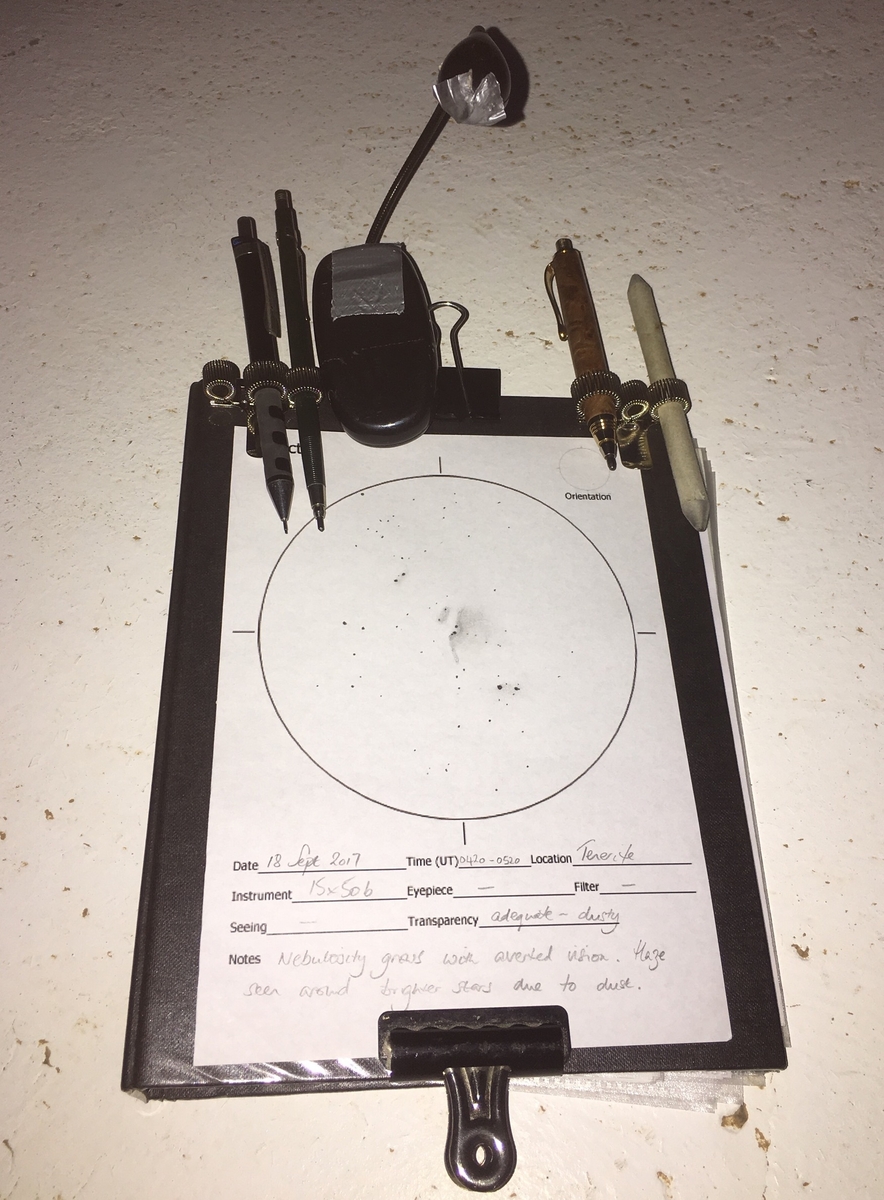 ct
Orientation
Date 18 Sept 2017 Time (UT) 0420-0520 Location Tenerife
Instrument 15x50b Eyepiece — Filter —
Seeing — Transparency adequate - dusty
Notes Nebulosity grows with averted vision. Haze
seen around brighter stars due to dust.